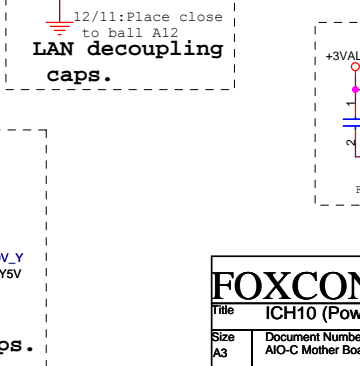 12/11:Place close
to ball A12
LAN decoupling
caps.
+3VAL
1
2
V_Y
Y5V
ps.
FOXCON
Title
ICH10 (Pow
Size
Document Numbe
A3
AIO-C Mother Boa